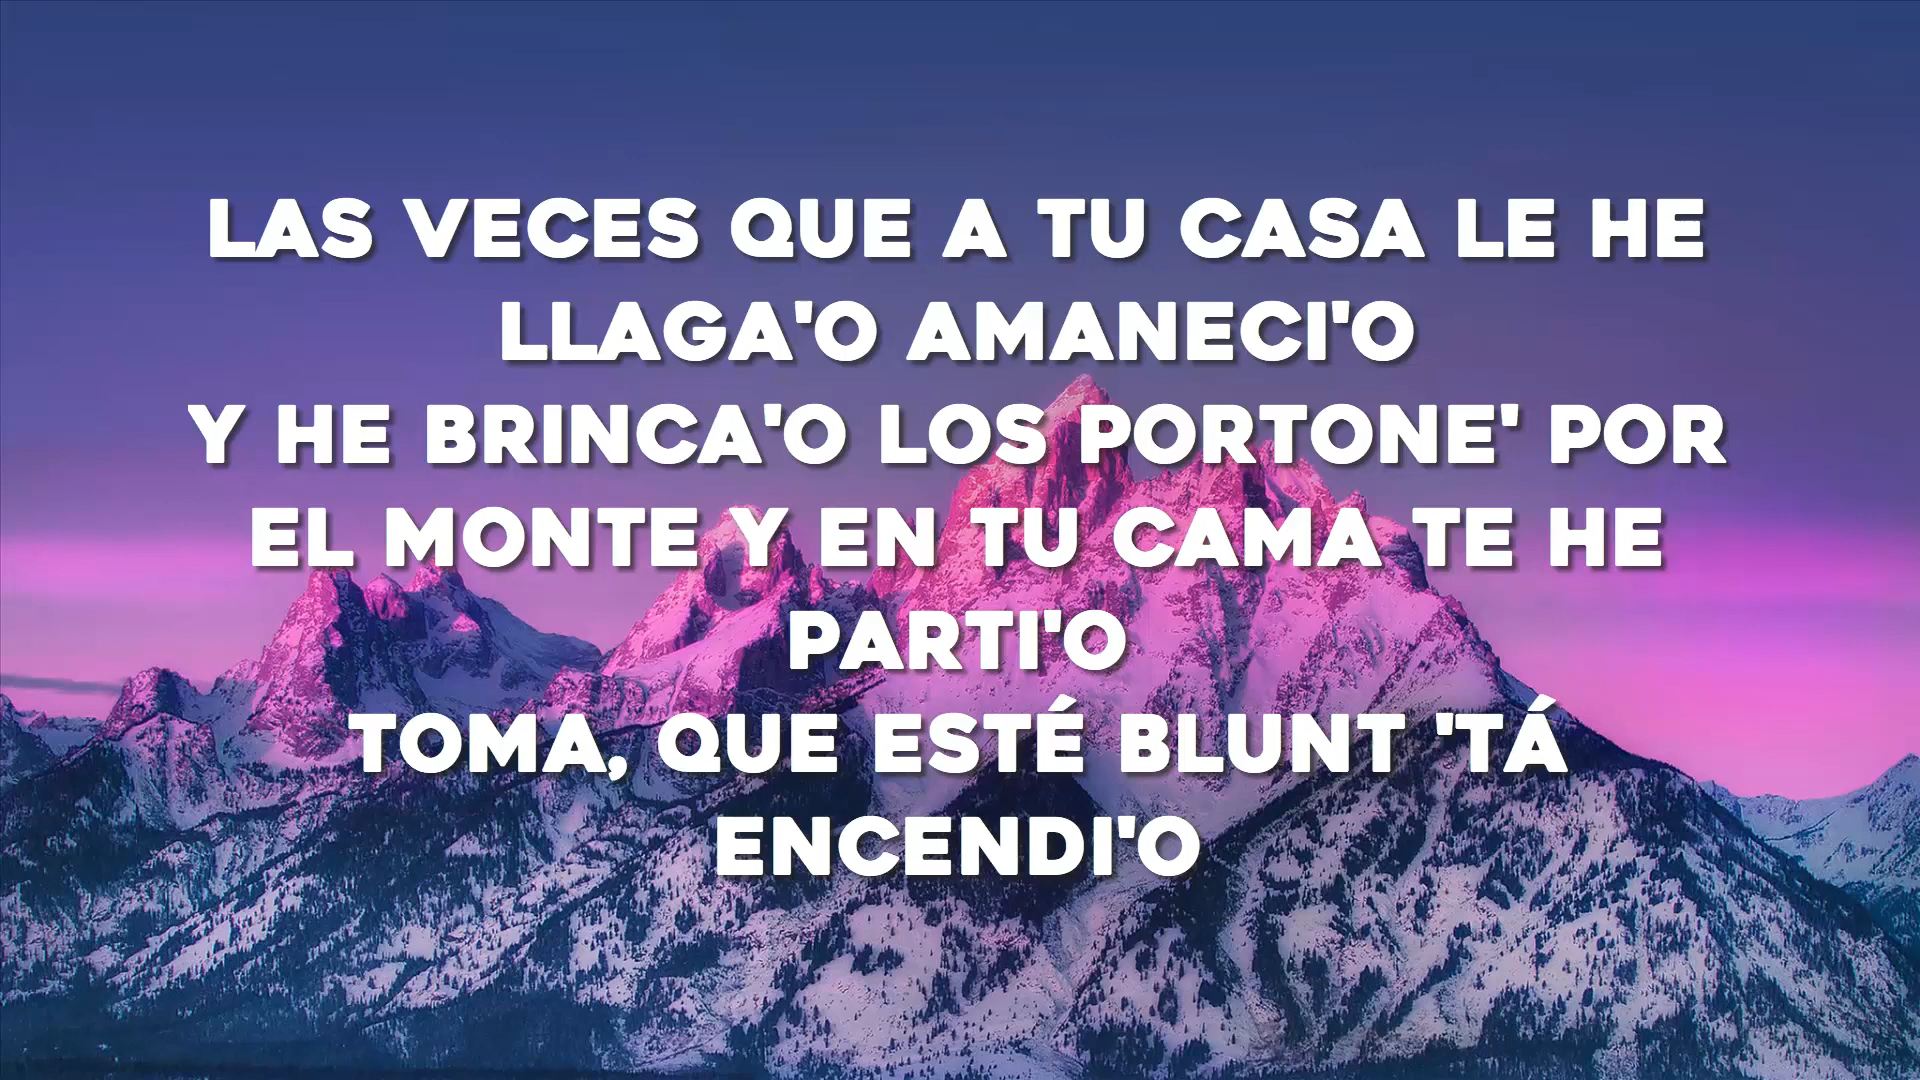 LAS VECES QUE A TU CASA LE HE
LLAGA'O AMANECI'O
Y HE BRINCA'O LOS PORTONE' POR
EL MONTE Y EN TU CAMA TE HE
PARTI'O
TOMA, QUE ESTÉ BLUNT 'TÁ
ENCENDI'O